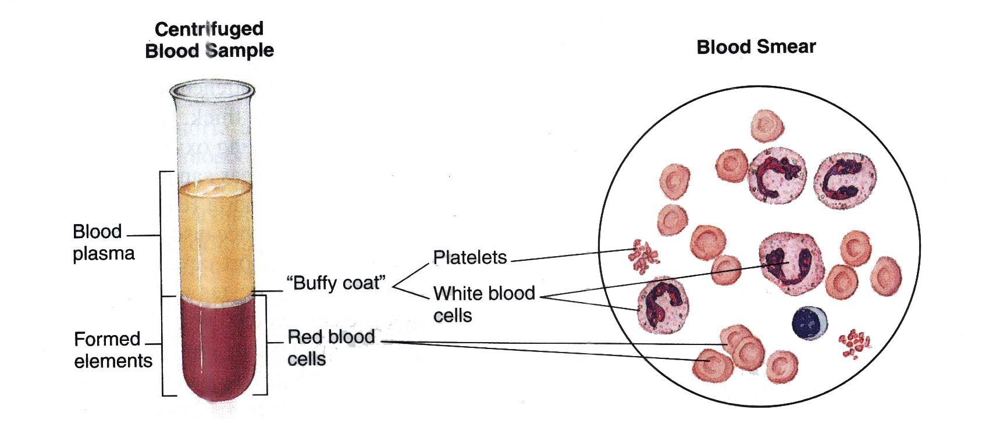 Centrifuged
Blood Sample
Blood Smear
Blood
plasma
Platelets
“Buffy coat”
White blood
cells
Formed
elements
Red blood
cells